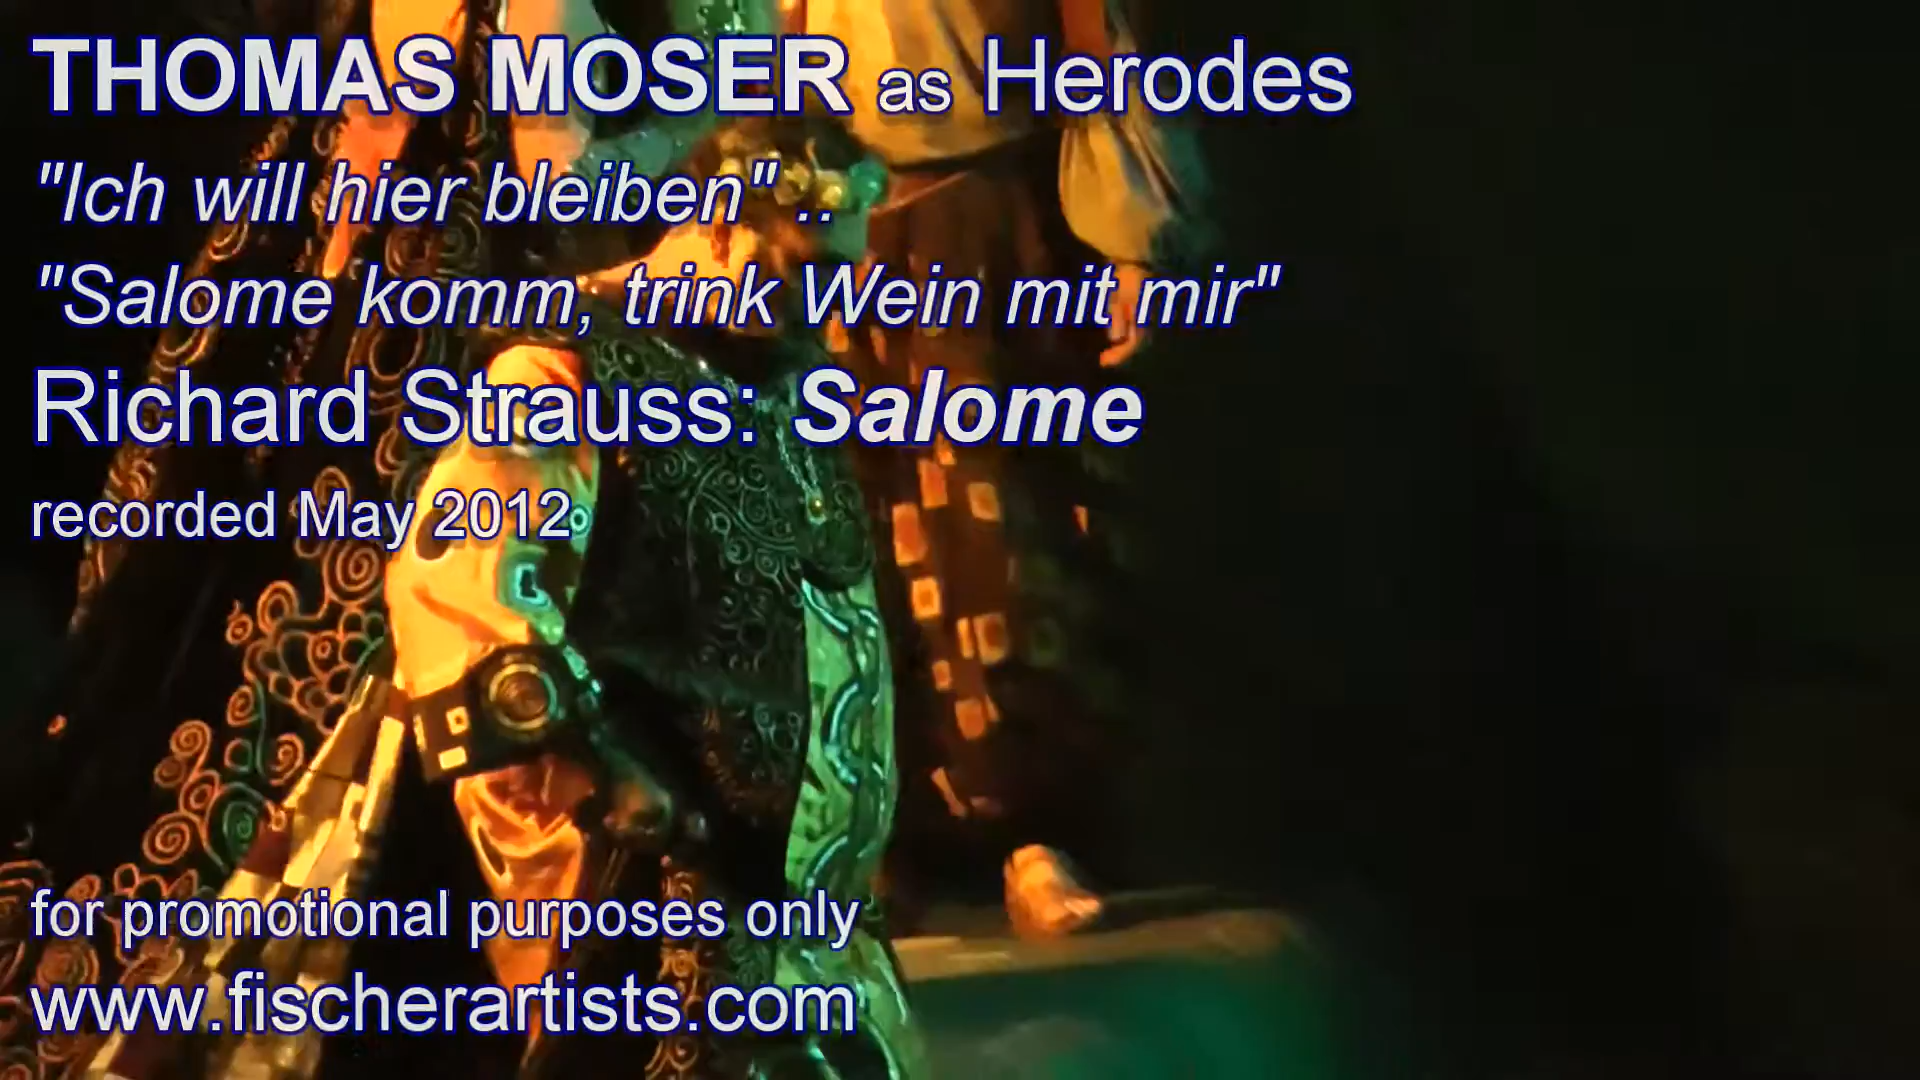 THOMAS MOSER as Herodes
"Ich will hier bleiben" ..
"Salome komm, trink Wein mit mir"
Richard Strauss: Salome
recorded May 2012
for promotional purposes only
www.fischerartists.com